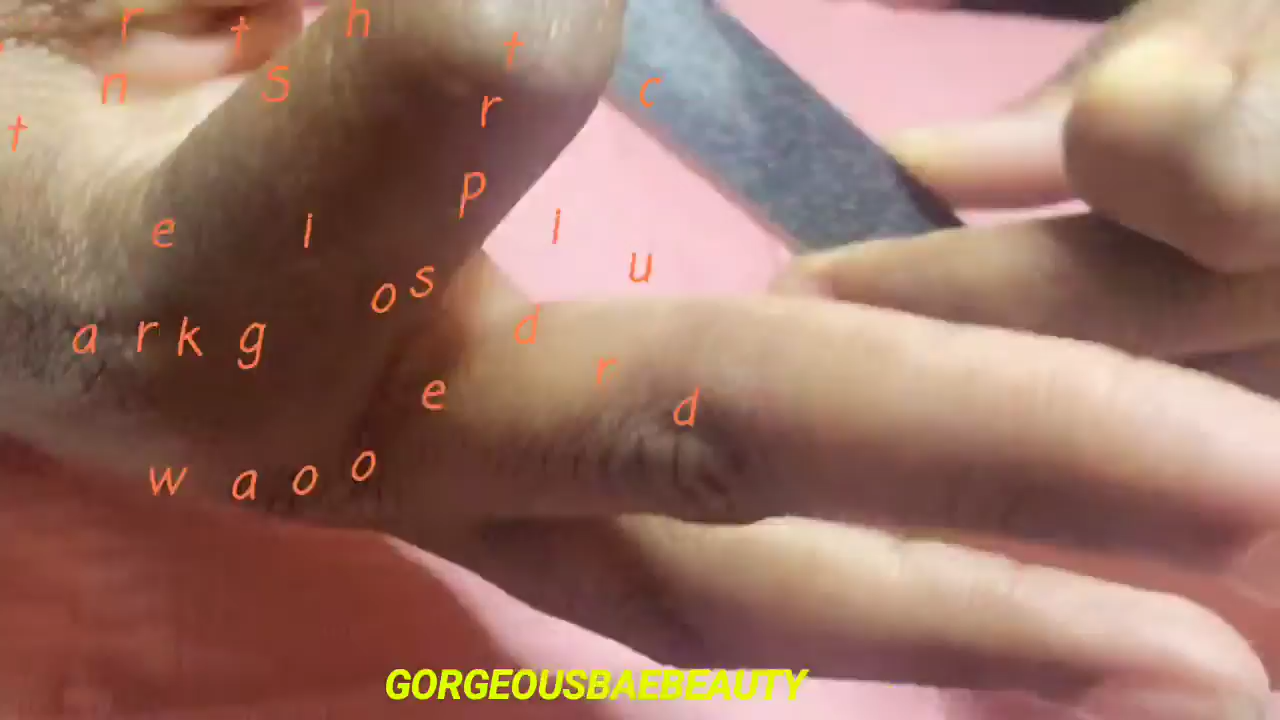 r t h t
n S r c
t
p
e l i
o s u
a r k g d
e r d
w a o o
GORGEOUSBAEBEAUTY